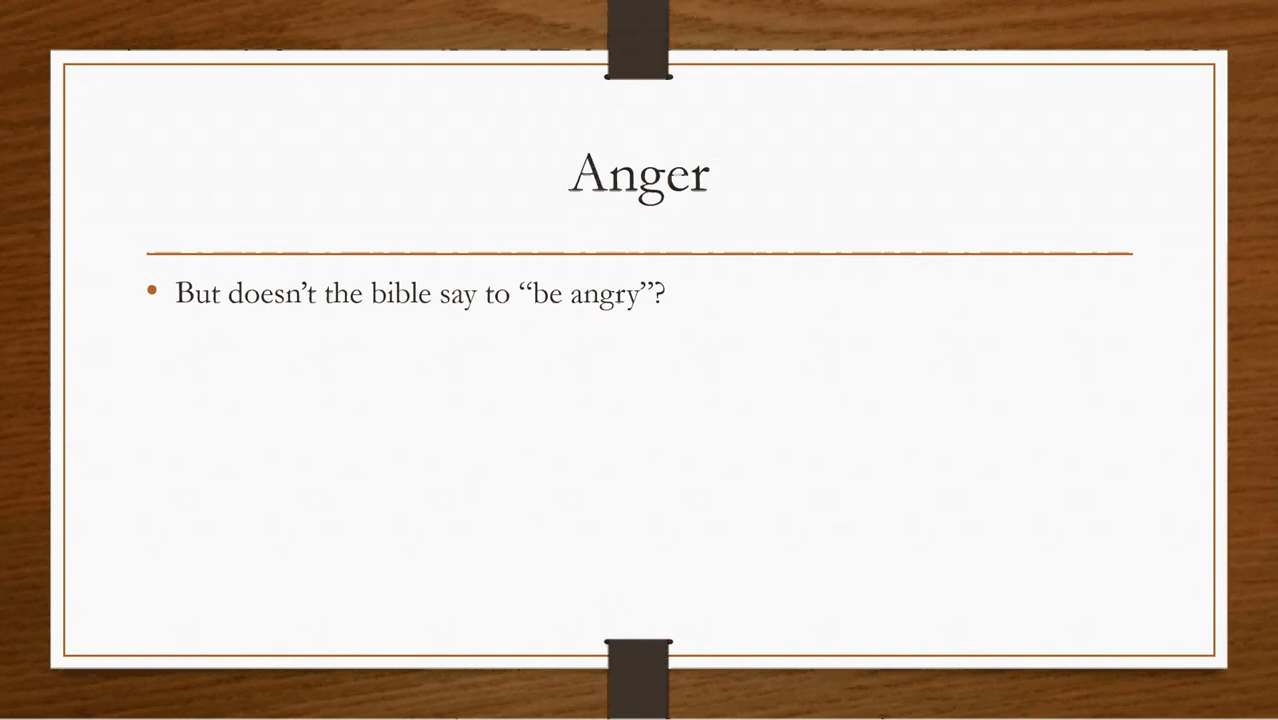 Anger
• But doesn’t the bible say to “be angry”?